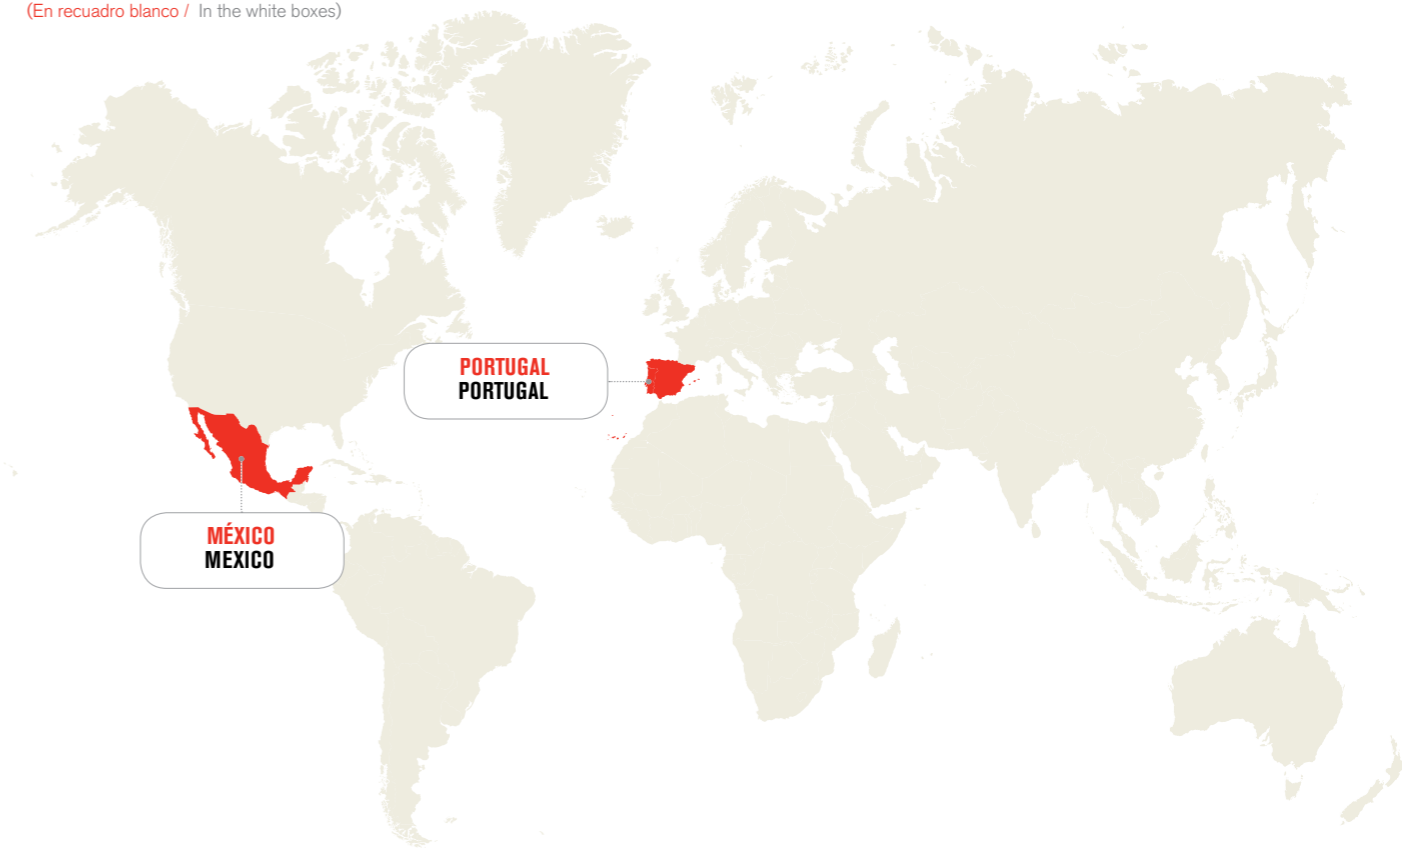 (En recuadro blanco / In the white boxes)
PORTUGAL
PORTUGAL
MÉXICO
MEXICO